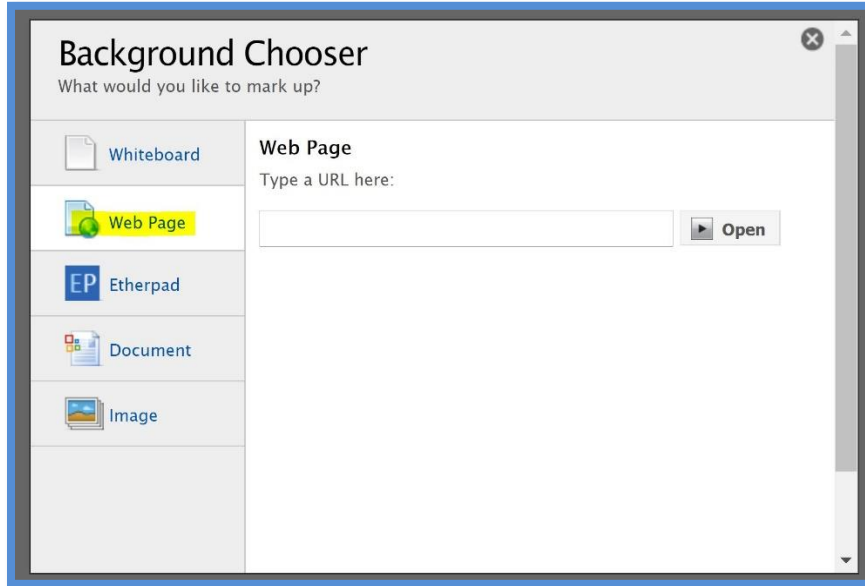 Background Chooser
What would you like to mark up?
Whiteboard
Web Page
EP Etherpad
Document
Image
Web Page
Type a URL here:
Open